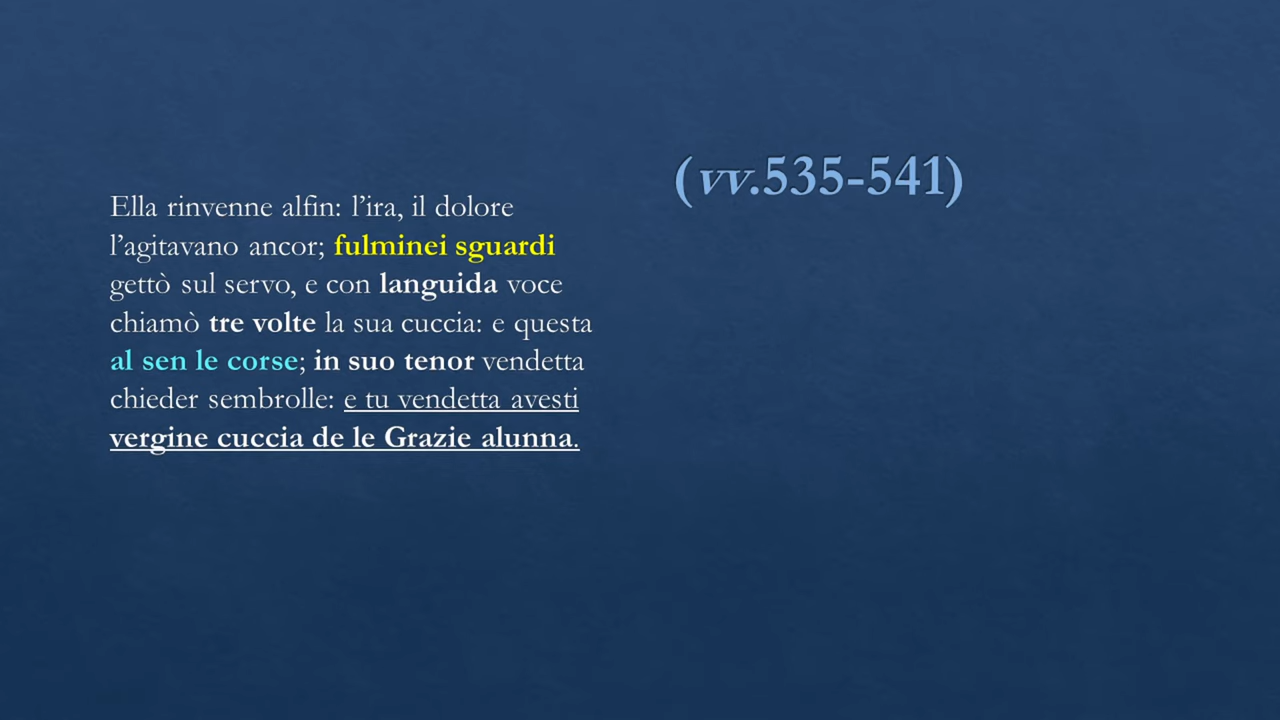 (vv.535-541)
Ella rinvenne alfin: l’ira, il dolore
l’agitavano ancor; fulminei sguardi
gettò sul servo, e con languida voce
chiamò tre volte la sua cuccia: e questa
al sen le corse; in suo tenor vendetta
chieder sembrolle: e tu vendetta avesti
vergine cuccia de le Grazie alunna.